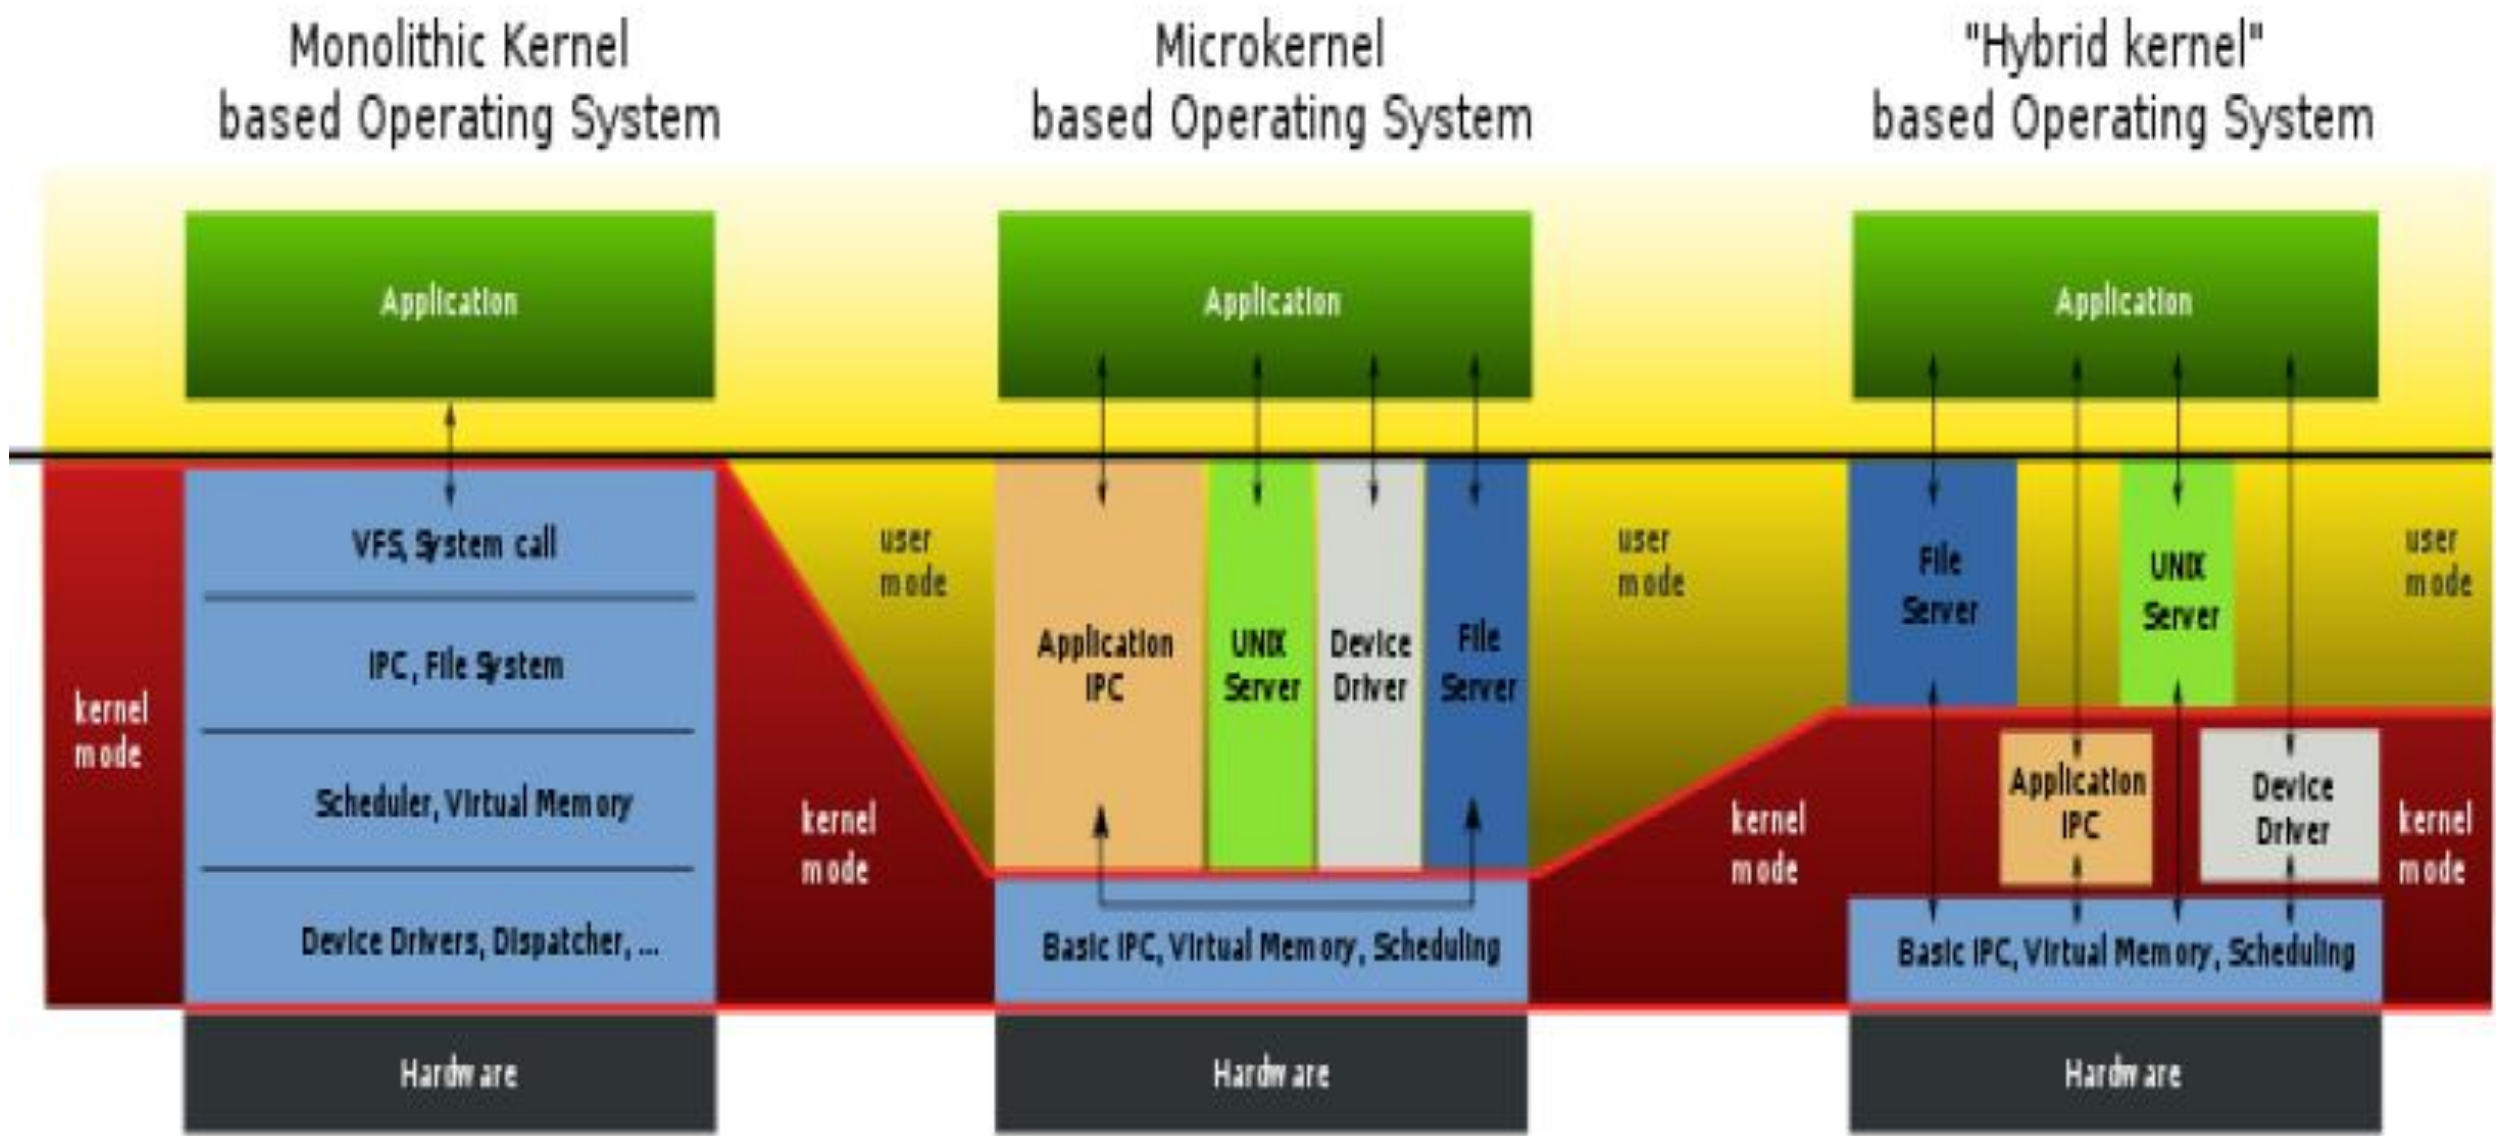 Monolithic Kernel
based Operating System
Microkernel
based Operating System
"Hybrid kernel"
based Operating System
Application
Application
Application
VFS, System call
IPC, File System
Scheduler, Virtual Memory
Device Drivers, Dispatcher, ...
kernel
mode
user
mode
kernel
mode
Application
IPC
UNIX
Server
Device
Driver
File
Server
Basic IPC, Virtual Memory, Scheduling
user
mode
kernel
mode
File
Server
UNIX
Server
user
mode
Application
IPC
Device
Driver
kernel
mode
Basic IPC, Virtual Memory, Scheduling
Hardware
Hardware
Hardware